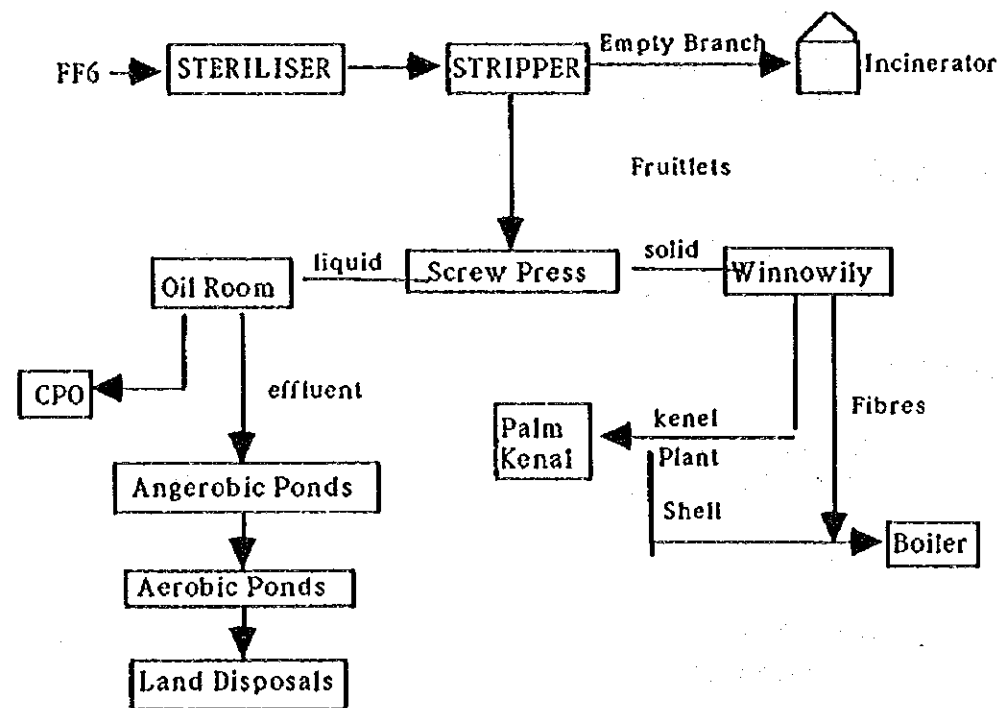 FF6
STERILISER
STRIPPER
Empty Branch
Incinerator
Fruitlets
Oil Room
liquid
Screw Press
solid
Winnowily
CPO
effluent
Palm
Kenal
kenel
Plant
Fibres
Shell
Boiler
Angerobic Ponds
Aerobic Ponds
Land Disposals